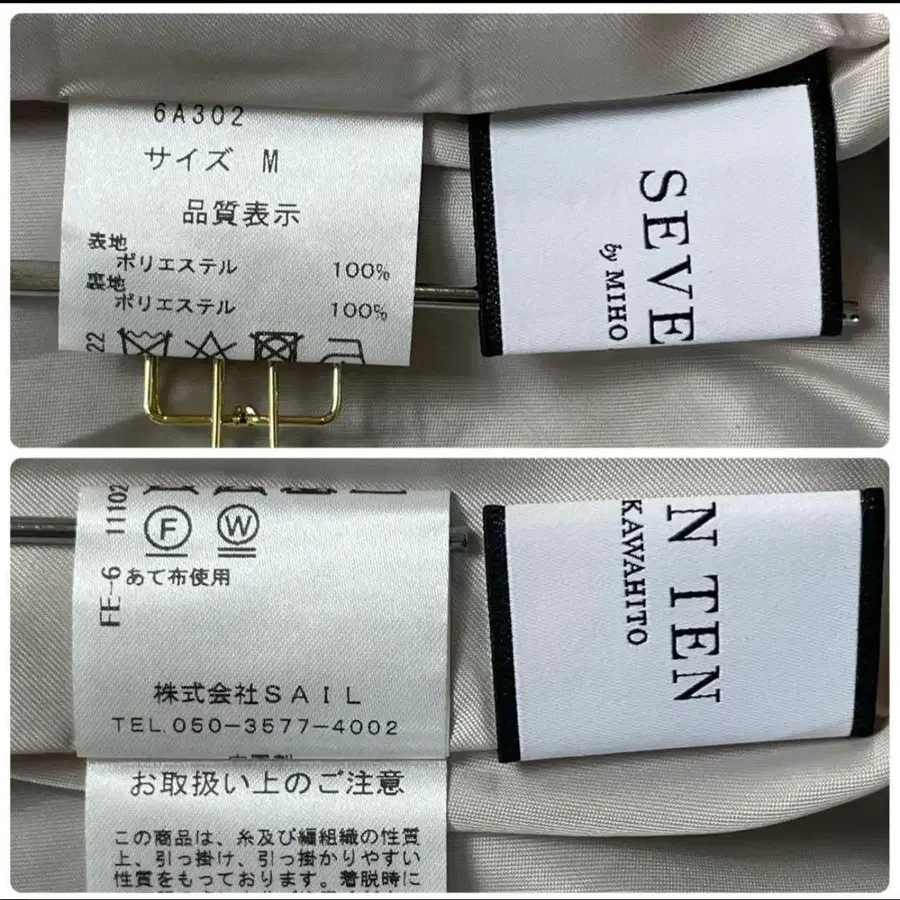 6A302
サイズ M
品質表示
表地
ポリエステル 100%
裏地
ポリエステル 100%
22
SEVE
by MIHO
11102
F W
FE-6
あて布使用
株式会社SAIL
TEL.050-3577-4002
お取扱い上のご注意
この商品は、糸及び編組織の性質
上、引っ掛け、引っ掛かりやすい
性質をもっております。着脱時に
N TEN
KAWAHITO